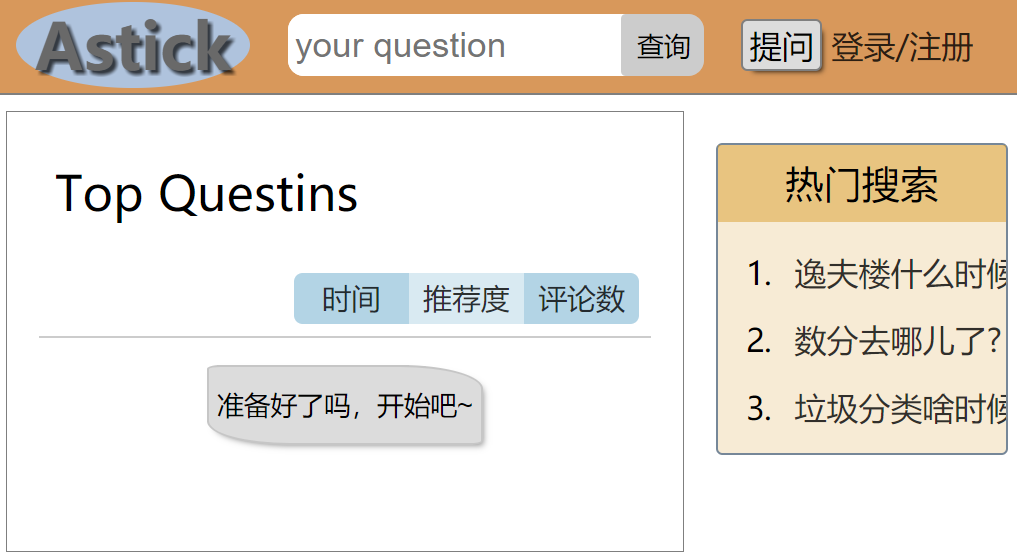 Astick
your question
查询
提问
登录/注册
Top Questins
时间
推荐度
评论数
准备好了吗，开始吧~
热门搜索
1. 逸夫楼什么时候
2. 数分去哪儿了?
3. 垃圾分类啥时候